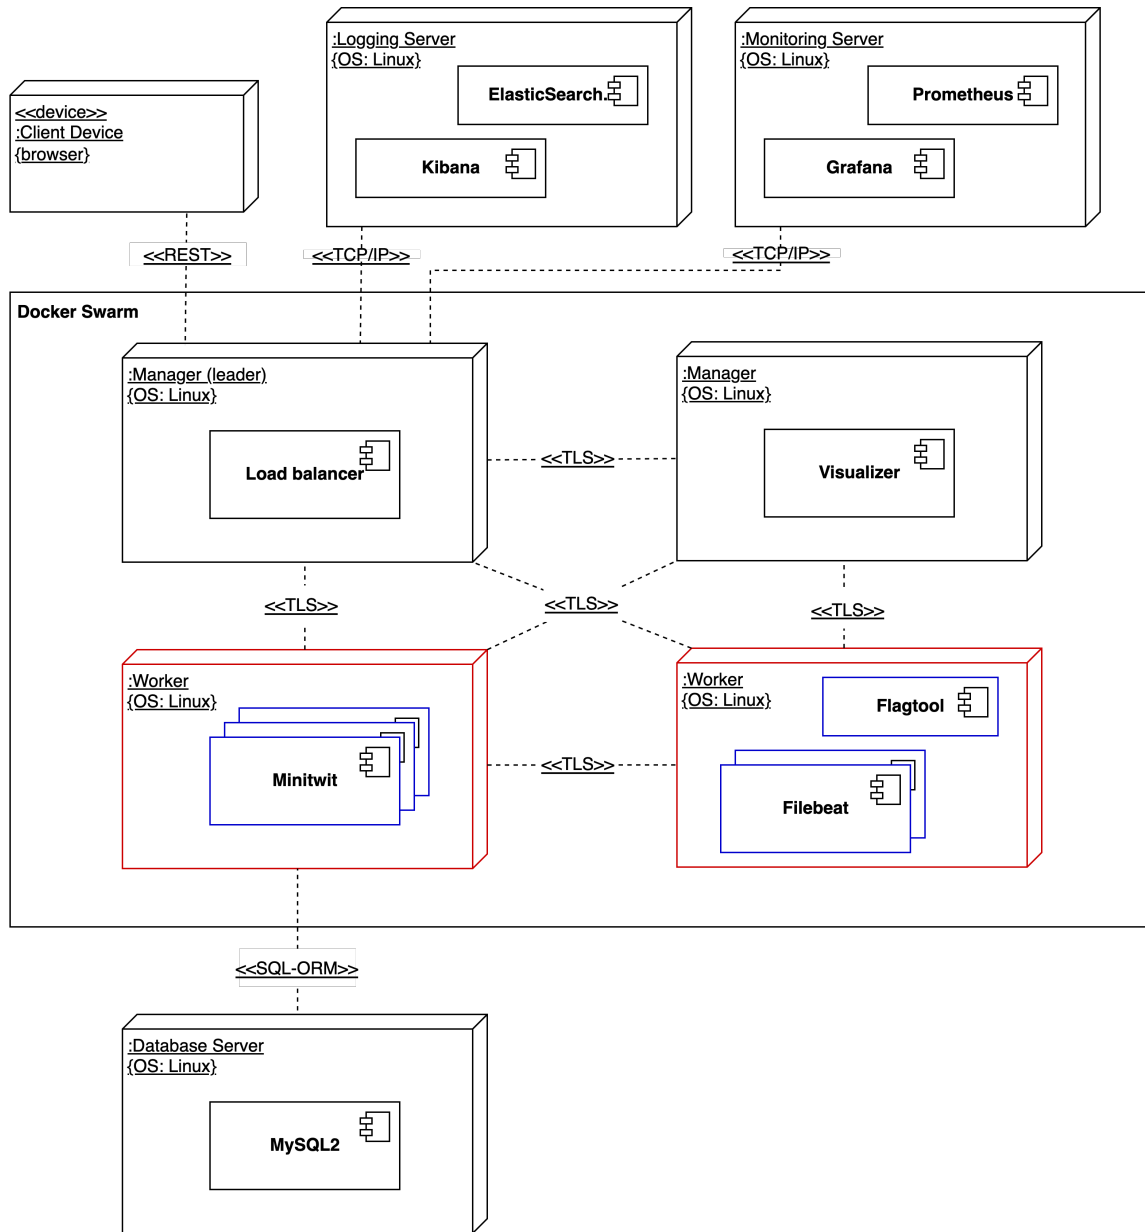 :Logging Server
{OS: Linux}
ElasticSearch.
Kibana
:Monitoring Server
{OS: Linux}
Prometheus
Grafana
<<device>>
:Client Device
{browser}
<<REST>>
<<TCP/IP>>
<<TCP/IP>>
Docker Swarm
:Manager (leader)
{OS: Linux}
Load balancer
<<TLS>>
:Manager
{OS: Linux}
Visualizer
<<TLS>>
<<TLS>>
<<TLS>>
:Worker
{OS: Linux}
Minitwit
<<TLS>>
:Worker
{OS: Linux}
Flagtool
Filebeat
<<SQL-ORM>>
:Database Server
{OS: Linux}
MySQL2